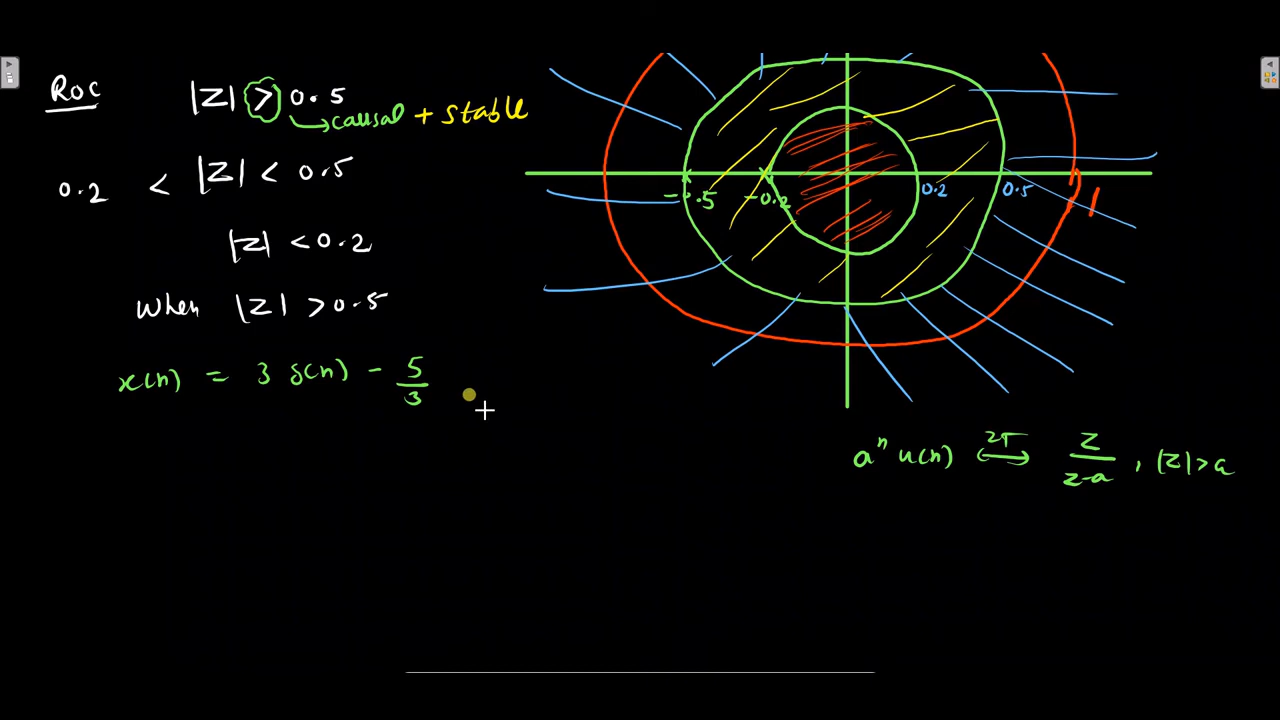 Roc
|Z| > 0.5
causal + stable
0.2 < |Z| < 0.5
|Z| < 0.2
when |Z| > 0.5
x(n) = 3 δ(n) - 5/3
-0.5 -0.2 0.2 0.5 1
aⁿ u(n) ⟷ ZT z/z-a , |Z|>a